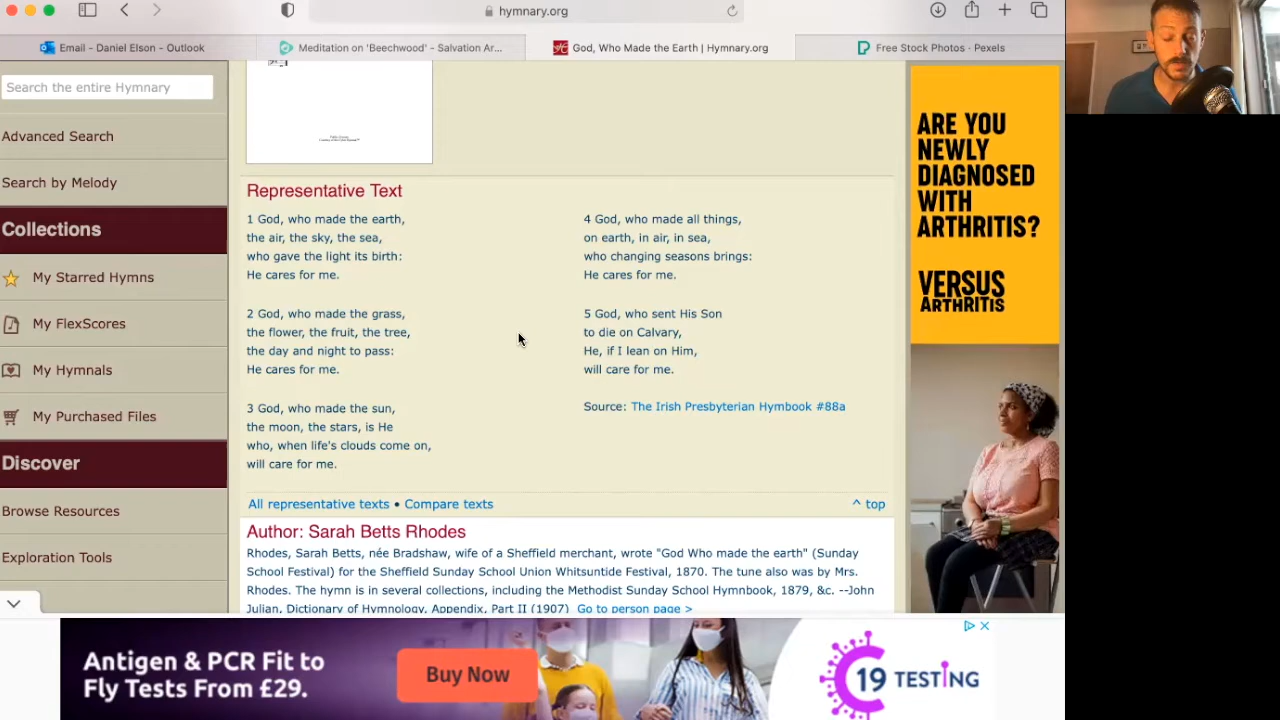 hymnary.org
Email - Daniel Elson - Outlook
Meditation on 'Beechwood' - Salvation Ar...
God, Who Made the Earth | Hymnary.org
Free Stock Photos - Pexels
Search the entire Hymnary
Advanced Search
Search by Melody
Collections
My Starred Hymns
My FlexScores
My Hymnals
My Purchased Files
Discover
Browse Resources
Exploration Tools
Representative Text
1 God, who made the earth,
the air, the sky, the sea,
who gave the light its birth:
He cares for me.
2 God, who made the grass,
the flower, the fruit, the tree,
the day and night to pass:
He cares for me.
3 God, who made the sun,
the moon, the stars, is He
who, when life's clouds come on,
will care for me.
4 God, who made all things,
on earth, in air, in sea,
who changing seasons brings:
He cares for me.
5 God, who sent His Son
to die on Calvary,
He, if I lean on Him,
will care for me.
Source: The Irish Presbyterian Hymbook #88a
All representative texts • Compare texts
^ top
Author: Sarah Betts Rhodes
Rhodes, Sarah Betts, née Bradshaw, wife of a Sheffield merchant, wrote "God Who made the earth" (Sunday
School Festival) for the Sheffield Sunday School Union Whitsuntide Festival, 1870. The tune also was by Mrs.
Rhodes. The hymn is in several collections, including the Methodist Sunday School Hymnbook, 1879, &c. --John
Julian, Dictionary of Hymnology, Appendix, Part II (1907) Go to person page >
ARE YOU
NEWLY
DIAGNOSED
WITH
ARTHRITIS?
VERSUS
ARTHRITIS
Antigen & PCR Fit to
Fly Tests From £29.
Buy Now
C19 TESTING